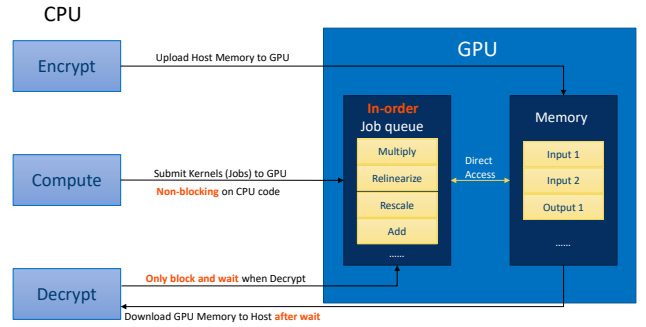 CPU
GPU
Encrypt
Upload Host Memory to GPU
In-order
Job queue
Memory
Multiply
Relinearize
Rescale
Add
......
Direct
Access
Input 1
Input 2
Output 1
......
Compute
Submit Kernels (Jobs) to GPU
Non-blocking on CPU code
Decrypt
Only block and wait when Decrypt
Download GPU Memory to Host after wait